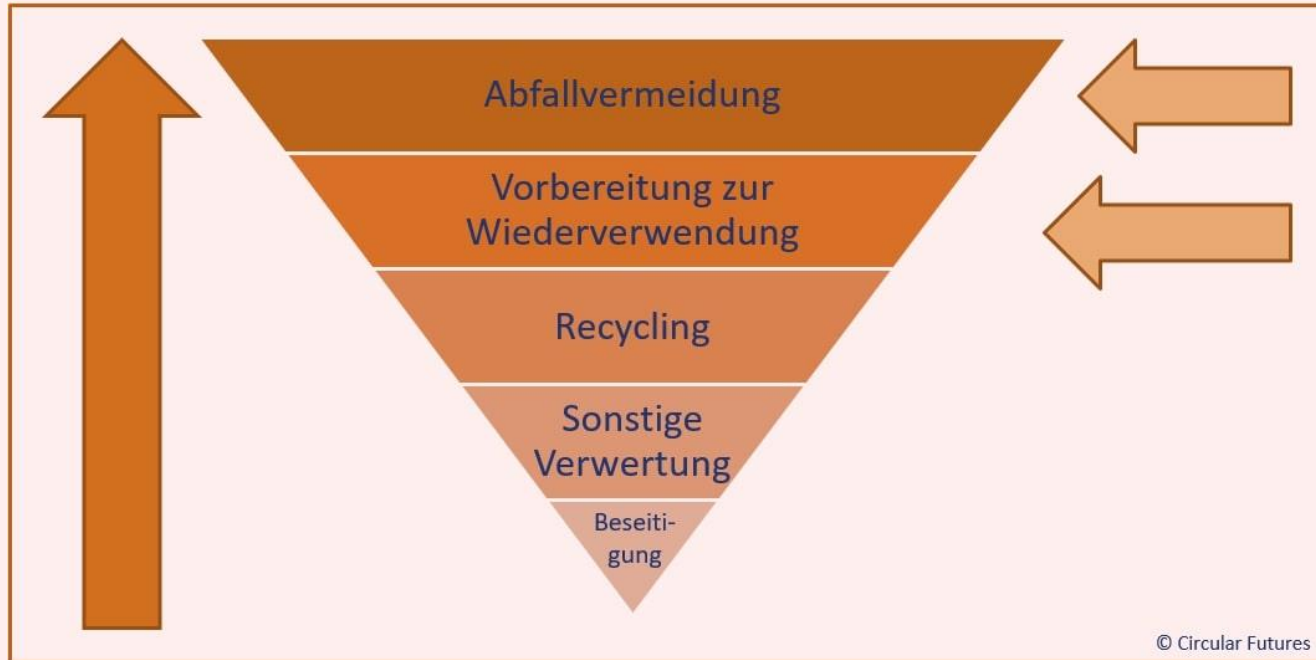 Abfallvermeidung
Vorbereitung zur
Wiederverwendung
Recycling
Sonstige
Verwertung
Beseiti-
gung
© Circular Futures